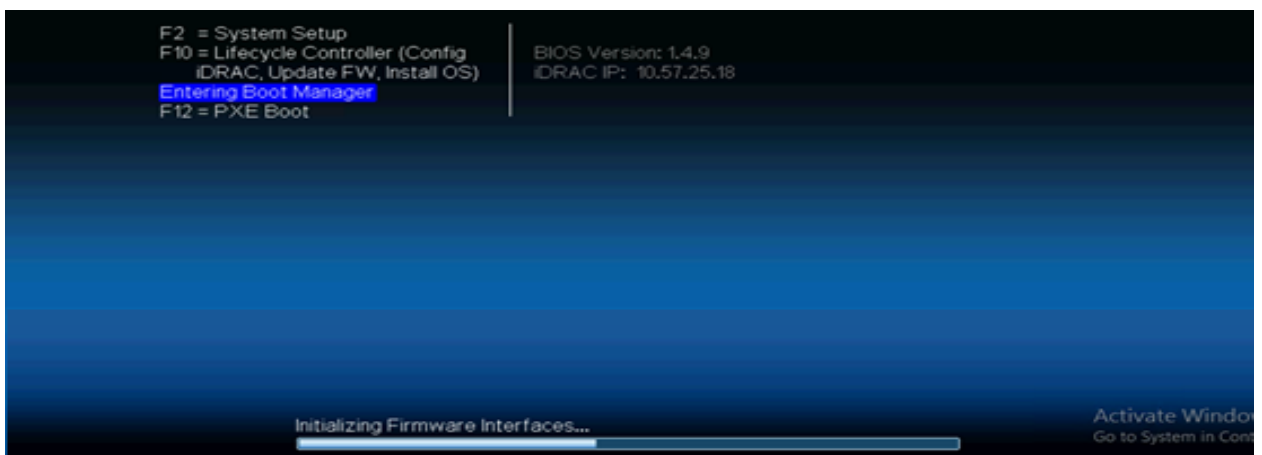 F2 = System Setup
F10 = Lifecycle Controller (Config
iDRAC, Update FW, Install OS)
Entering Boot Manager
F12 = PXE Boot
BIOS Version: 1.4.9
iDRAC IP: 10.57.25.18
Initializing Firmware Interfaces...
Activate Windo
Go to System in Cont